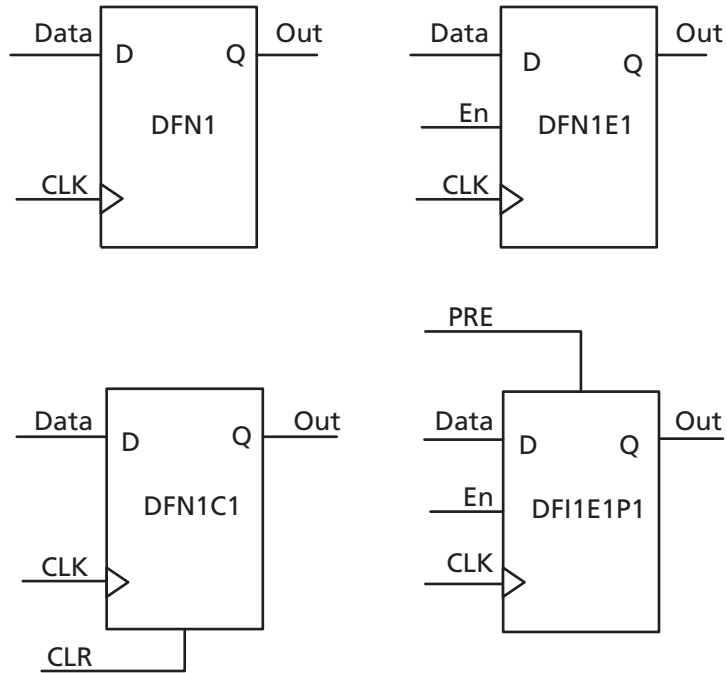 Data
D
Q
Out
DFN1
CLK
Data
D
Q
Out
En
DFN1E1
CLK
Data
D
Q
Out
DFN1C1
CLK
CLR
PRE
Data
D
Q
Out
En
DFI1E1P1
CLK